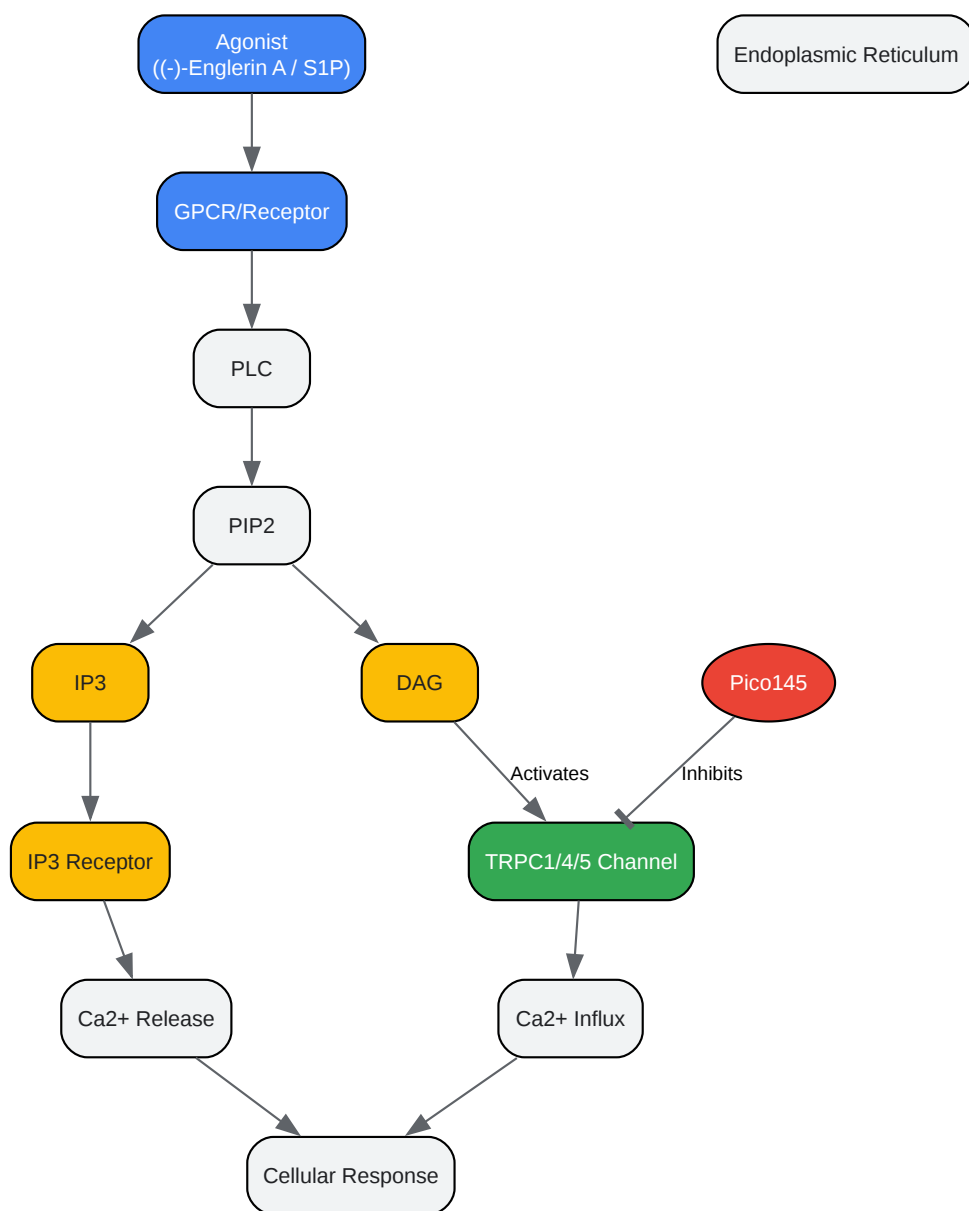 Agonist
((-)-Englerin A / S1P)
Endoplasmic Reticulum
GPCR/Receptor
PLC
PIP2
IP3
DAG
Pico145
Activates
Inhibits
IP3 Receptor
TRPC1/4/5 Channel
Ca2+ Release
Ca2+ Influx
Cellular Response